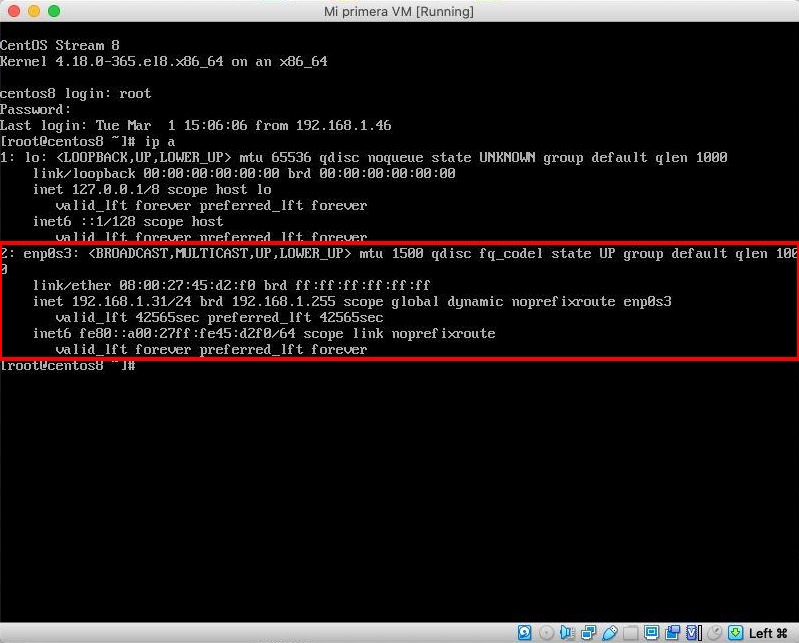 Mi primera VM [Running]
CentOS Stream 8
Kernel 4.18.0-365.el8.x86_64 on an x86_64
centos8 login: root
Password:
Last login: Tue Mar  1 15:06:06 from 192.168.1.46
[root@centos8 ~]# ip a
1: lo: <LOOPBACK,UP,LOWER_UP> mtu 65536 qdisc noqueue state UNKNOWN group default qlen 1000
    link/loopback 00:00:00:00:00:00 brd 00:00:00:00:00:00
    inet 127.0.0.1/8 scope host lo
       valid_lft forever preferred_lft forever
    inet6 ::1/128 scope host
       valid_lft forever preferred_lft forever
2: enp0s3: <BROADCAST,MULTICAST,UP,LOWER_UP> mtu 1500 qdisc fq_codel state UP group default qlen 100
0
    link/ether 08:00:27:45:d2:f0 brd ff:ff:ff:ff:ff:ff
    inet 192.168.1.31/24 brd 192.168.1.255 scope global dynamic noprefixroute enp0s3
       valid_lft 42565sec preferred_lft 42565sec
    inet6 fe80::a00:27ff:fe45:d2f0/64 scope link noprefixroute
       valid_lft forever preferred_lft forever
[root@centos8 ~]#
Left ⌘